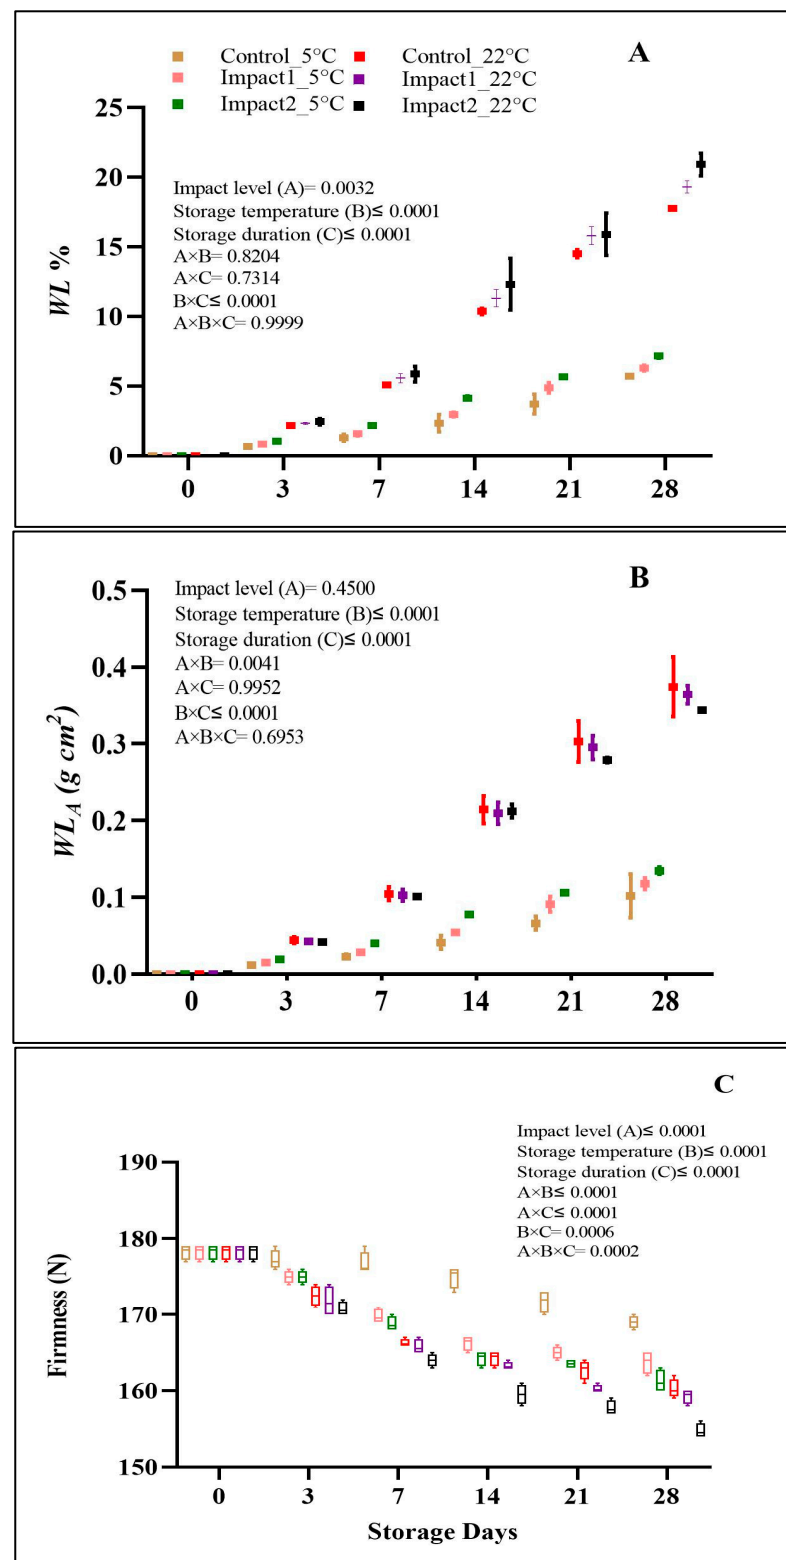 A
Control_5°C Control_22°C
Impact1_5°C Impact1_22°C
Impact2_5°C Impact2_22°C
25
20
15
10
5
0
WL %
Impact level (A)= 0.0032
Storage temperature (B)≤ 0.0001
Storage duration (C)≤ 0.0001
A×B= 0.8204
A×C= 0.7314
B×C≤ 0.0001
A×B×C= 0.9999
0 3 7 14 21 28
B
0.5
0.4
0.3
0.2
0.1
0.0
WL_A (g cm²)
Impact level (A)= 0.4500
Storage temperature (B)≤ 0.0001
Storage duration (C)≤ 0.0001
A×B= 0.0041
A×C= 0.9952
B×C≤ 0.0001
A×B×C= 0.6953
0 3 7 14 21 28
C
Impact level (A)≤ 0.0001
Storage temperature (B)≤ 0.0001
Storage duration (C)≤ 0.0001
A×B≤ 0.0001
A×C≤ 0.0001
B×C= 0.0006
A×B×C= 0.0002
190
180
170
160
150
Firmness (N)
0 3 7 14 21 28
Storage Days